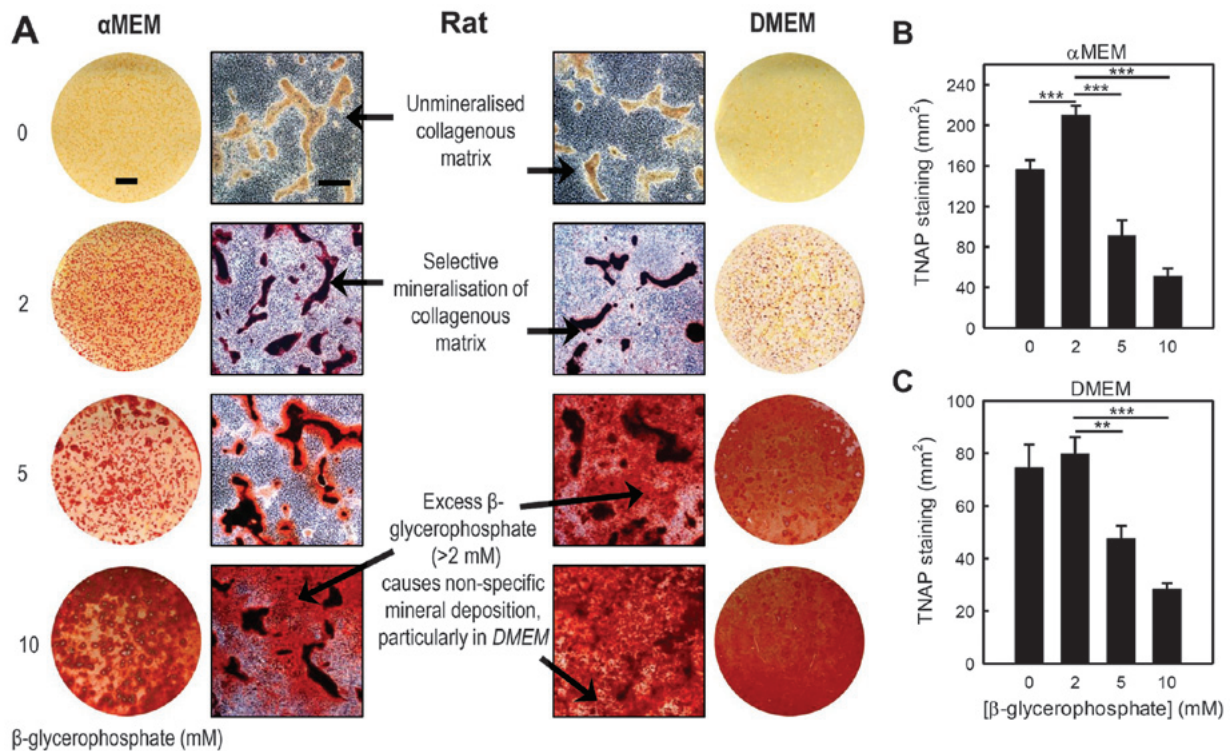 A
αMEM
Rat
DMEM
0
Unmineralised
collagenous
matrix
2
Selective
mineralisation of
collagenous
matrix
5
Excess β-
glycerophosphate
(>2 mM)
causes non-specific
mineral deposition,
particularly in DMEM
10
β-glycerophosphate (mM)
B
αMEM
TNAP staining (mm²)
240
200
160
120
80
40
0
***
***
***
0 2 5 10
C
DMEM
TNAP staining (mm²)
100
80
60
40
20
0
***
**
0 2 5 10
[β-glycerophosphate] (mM)